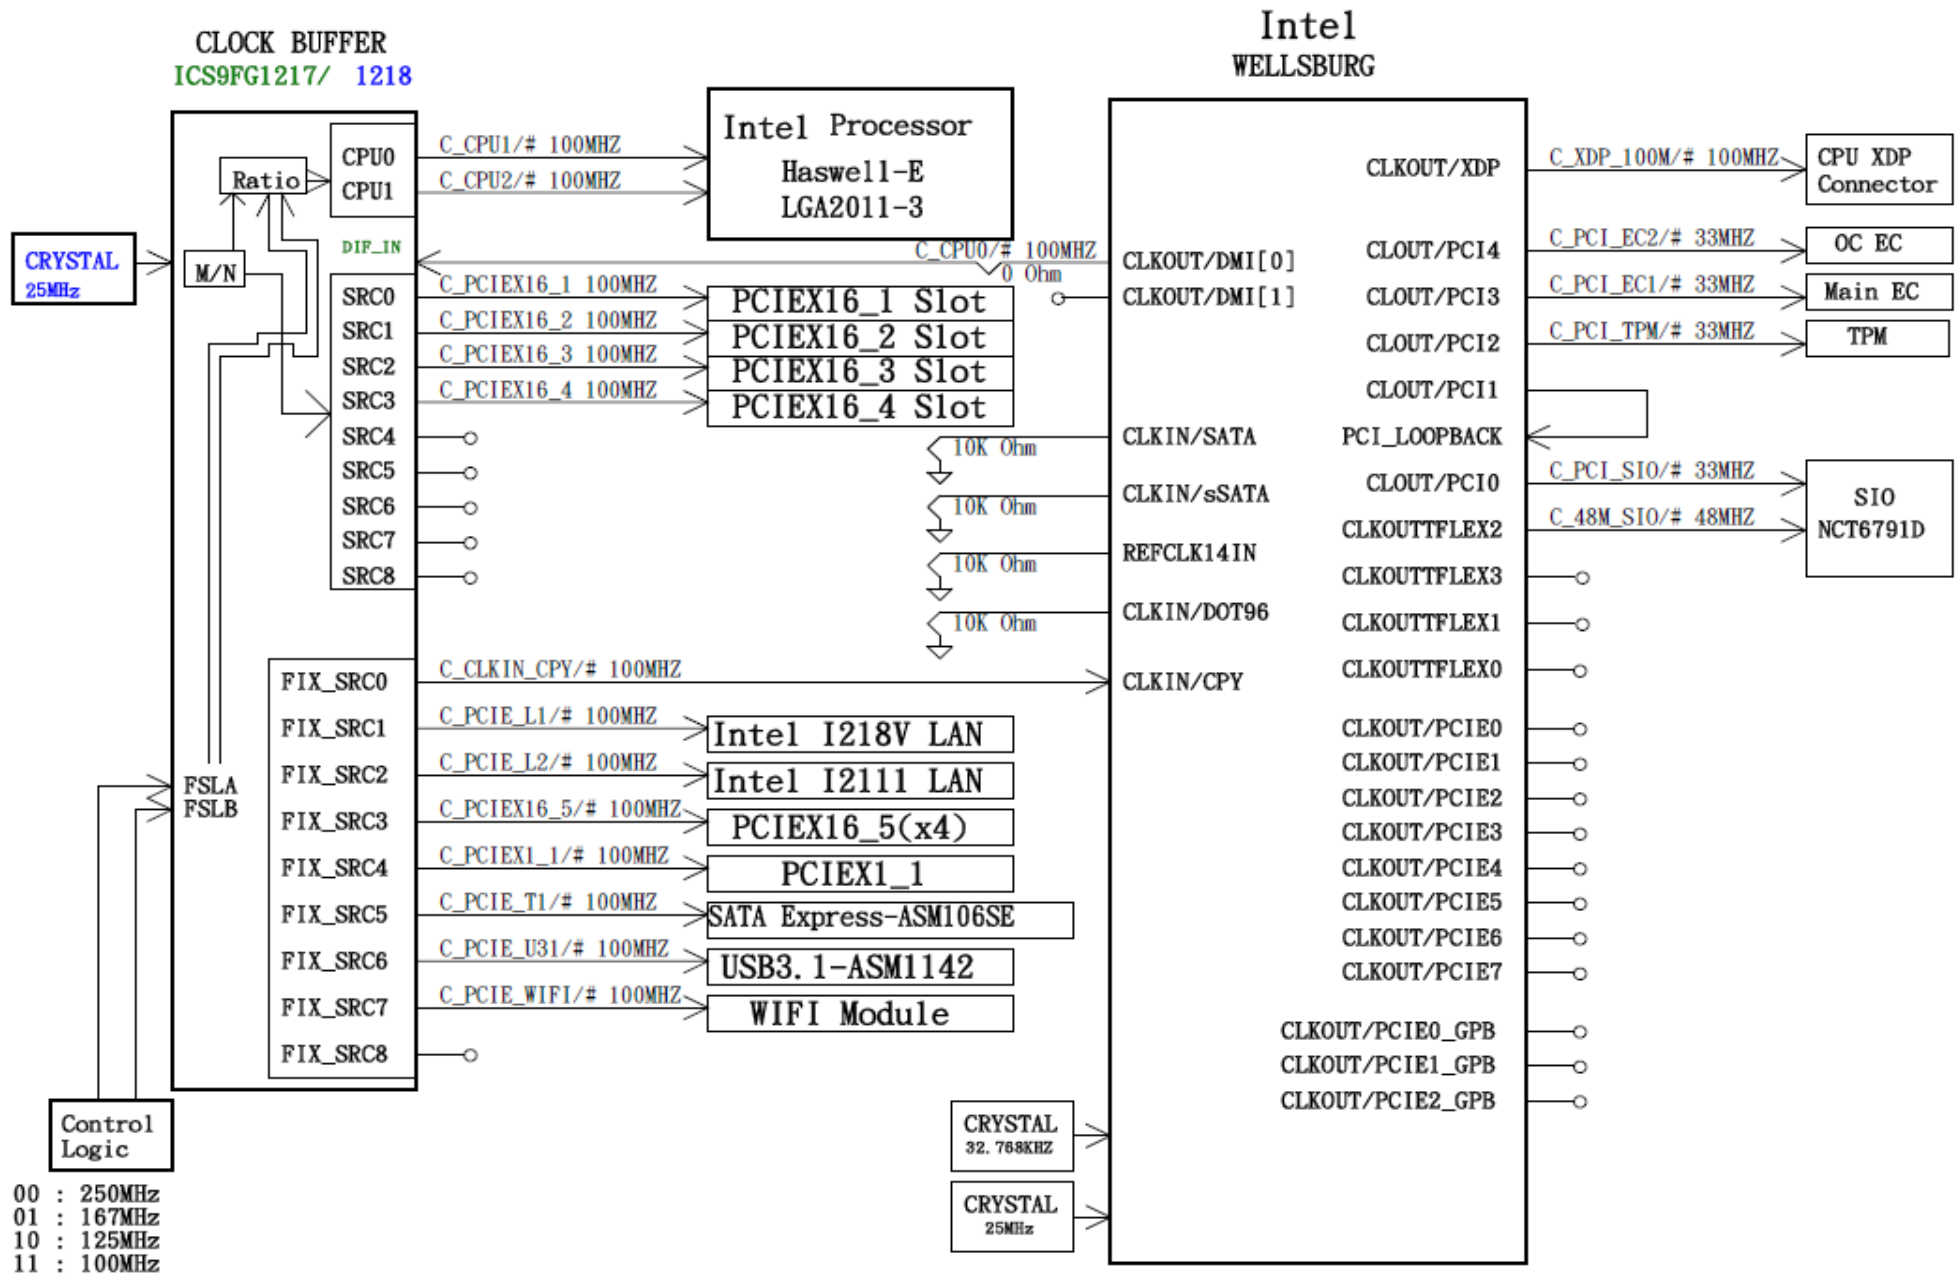 CLOCK BUFFER
ICS9FG1217/ 1218
CRYSTAL
25MHz
Ratio
M/N
CPU0
CPU1
DIF_IN
SRC0
SRC1
SRC2
SRC3
SRC4
SRC5
SRC6
SRC7
SRC8
FIX_SRC0
FIX_SRC1
FIX_SRC2
FIX_SRC3
FIX_SRC4
FIX_SRC5
FIX_SRC6
FIX_SRC7
FIX_SRC8
FSLA
FSLB
Control
Logic
00 : 250MHz
01 : 167MHz
10 : 125MHz
11 : 100MHz
C_CPU1/# 100MHZ
C_CPU2/# 100MHZ
Intel Processor
Haswell-E
LGA2011-3
C_CPU0/# 100MHZ
0 Ohm
C_PCIEX16_1 100MHZ
PCIEX16_1 Slot
C_PCIEX16_2 100MHZ
PCIEX16_2 Slot
C_PCIEX16_3 100MHZ
PCIEX16_3 Slot
C_PCIEX16_4 100MHZ
PCIEX16_4 Slot
10K Ohm
10K Ohm
10K Ohm
10K Ohm
C_CLKIN_CPY/# 100MHZ
C_PCIE_L1/# 100MHZ
Intel I218V LAN
C_PCIE_L2/# 100MHZ
Intel I2111 LAN
C_PCIEX16_5/# 100MHZ
PCIEX16_5(x4)
C_PCIEX1_1/# 100MHZ
PCIEX1_1
C_PCIE_T1/# 100MHZ
SATA Express-ASM106SE
C_PCIE_U31/# 100MHZ
USB3.1-ASM1142
C_PCIE_WIFI/# 100MHZ
WIFI Module
CRYSTAL
32.768KHZ
CRYSTAL
25MHz
Intel
WELLSBURG
CLKOUT/DMI[0]
CLKOUT/DMI[1]
CLKIN/SATA
CLKIN/sSATA
REFCLK14IN
CLKIN/DOT96
CLKIN/CPY
CLKOUT/XDP
CLOUT/PCI4
CLOUT/PCI3
CLOUT/PCI2
CLOUT/PCI1
PCI_LOOPBACK
CLOUT/PCI0
CLKOUTTFLEX2
CLKOUTTFLEX3
CLKOUTTFLEX1
CLKOUTTFLEX0
CLKOUT/PCIE0
CLKOUT/PCIE1
CLKOUT/PCIE2
CLKOUT/PCIE3
CLKOUT/PCIE4
CLKOUT/PCIE5
CLKOUT/PCIE6
CLKOUT/PCIE7
CLKOUT/PCIE0_GPB
CLKOUT/PCIE1_GPB
CLKOUT/PCIE2_GPB
C_XDP_100M/# 100MHZ
CPU XDP
Connector
C_PCI_EC2/# 33MHZ
OC EC
C_PCI_EC1/# 33MHZ
Main EC
C_PCI_TPM/# 33MHZ
TPM
C_PCI_SIO/# 33MHZ
C_48M_SIO/# 48MHZ
SIO
NCT6791D